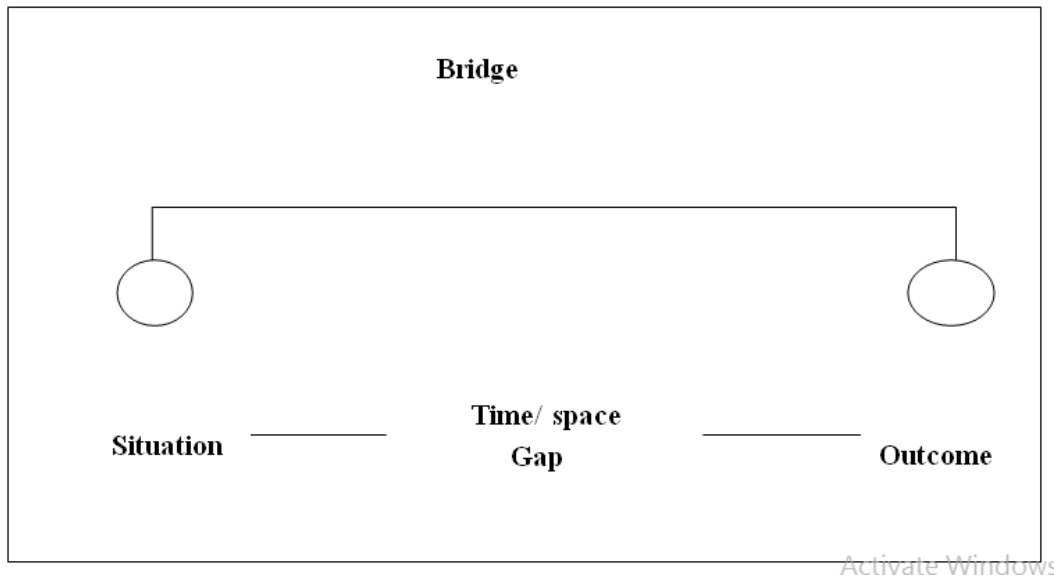 Bridge
Time/ space
Situation
Gap
Outcome
Activate Windows